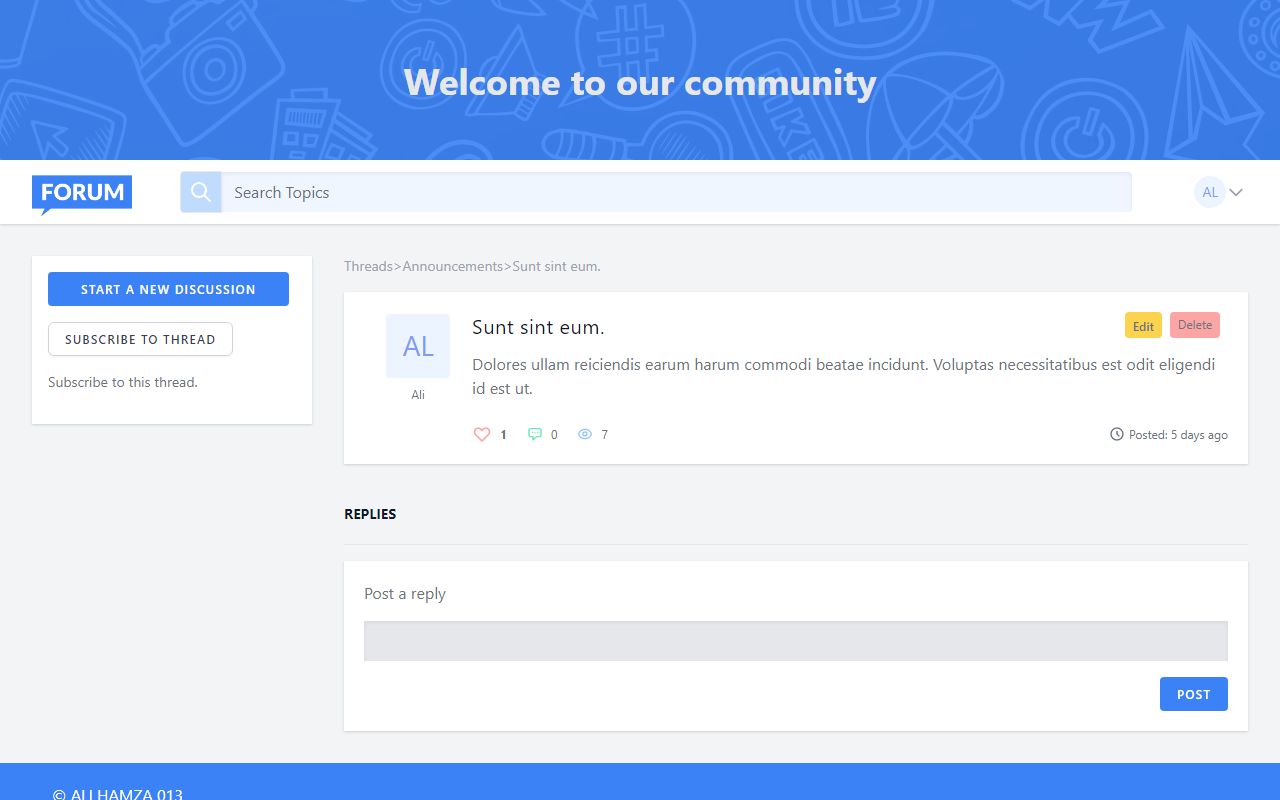 Welcome to our community
FORUM
Search Topics
AL
START A NEW DISCUSSION
SUBSCRIBE TO THREAD
Subscribe to this thread.
Threads>Announcements>Sunt sint eum.
AL
Ali
Sunt sint eum.
Edit
Delete
Dolores ullam reiciendis earum harum commodi beatae incidunt. Voluptas necessitatibus est odit eligendi
id est ut.
1
0
7
Posted: 5 days ago
REPLIES
Post a reply
POST
© ALI HAMZA 013